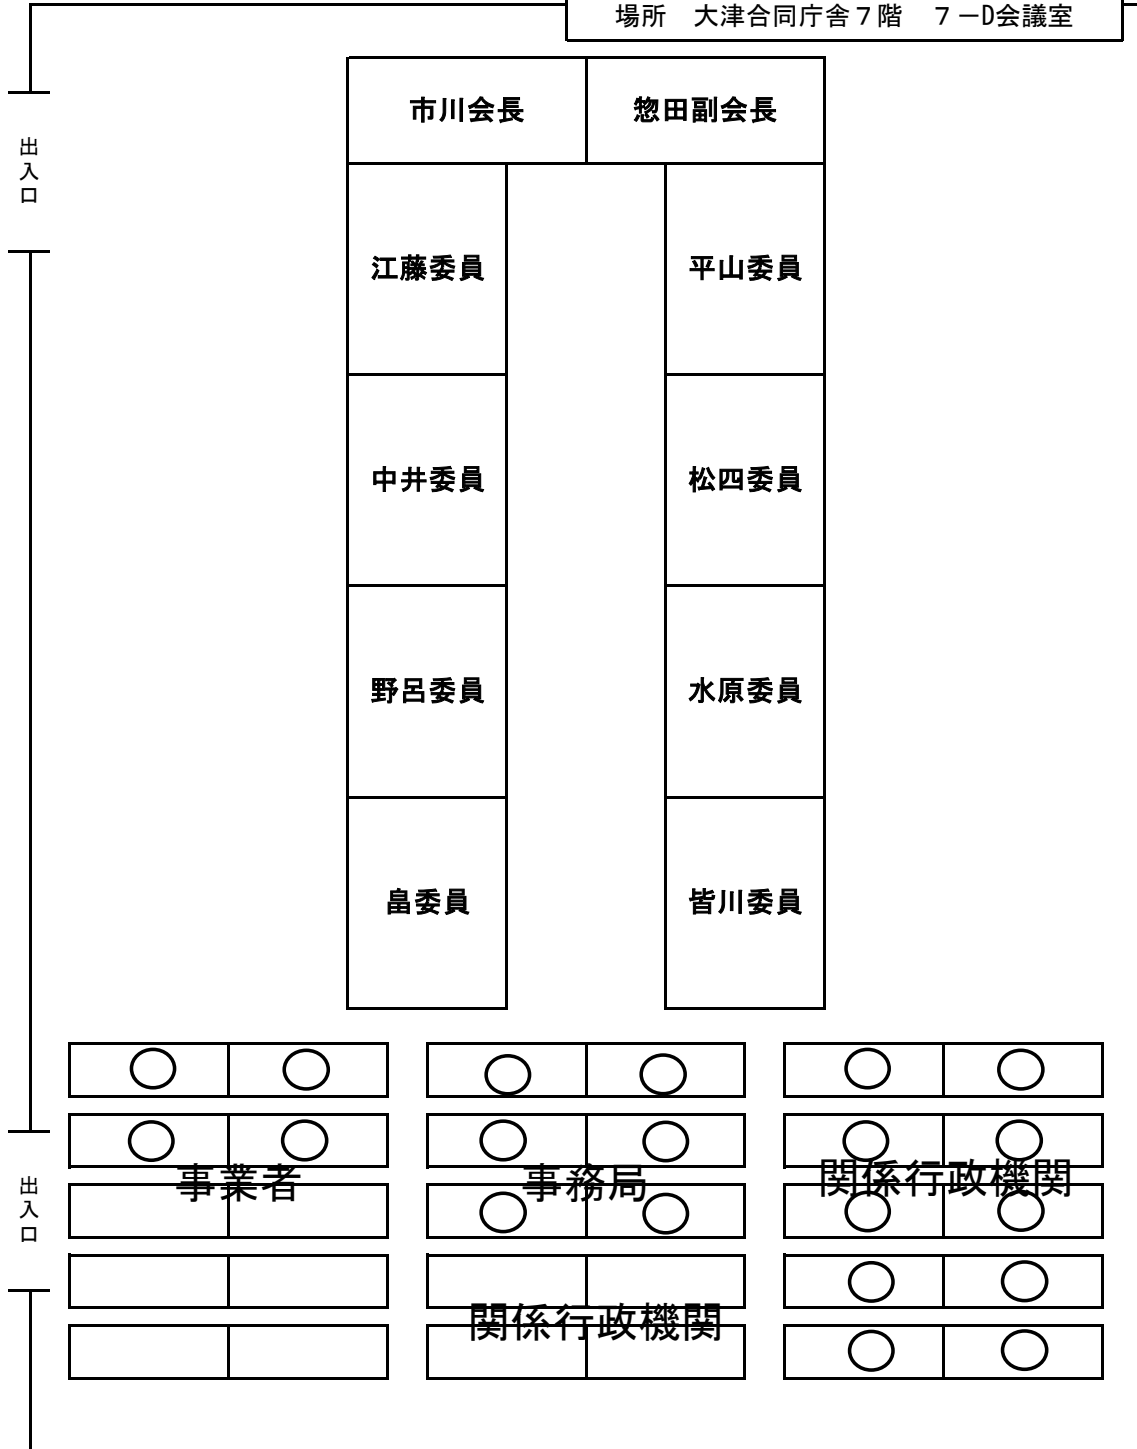 場所　大津合同庁舎７階　７－D会議室
市川会長
惣田副会長
出入口
江藤委員
平山委員
中井委員
松四委員
野呂委員
水原委員
畠委員
皆川委員
出入口
事業者
事務局
関係行政機関
関係行政機関